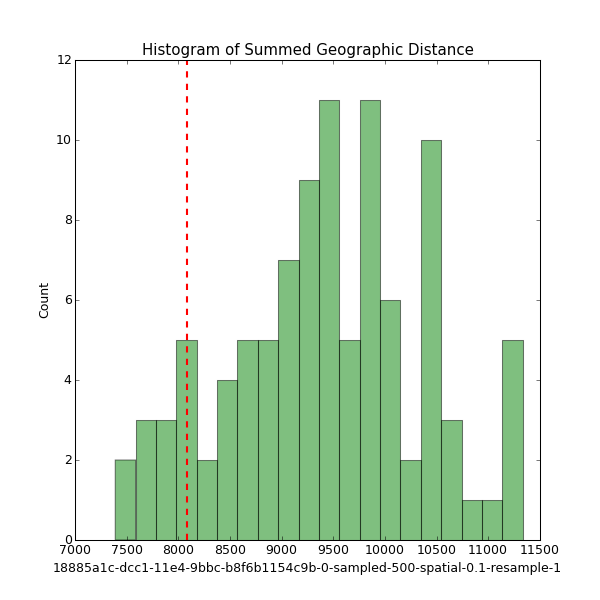 Histogram of Summed Geographic Distance
12
10
8
6
4
2
0
Count
7000 7500 8000 8500 9000 9500 10000 10500 11000 11500
18885a1c-dcc1-11e4-9bbc-b8f6b1154c9b-0-sampled-500-spatial-0.1-resample-1